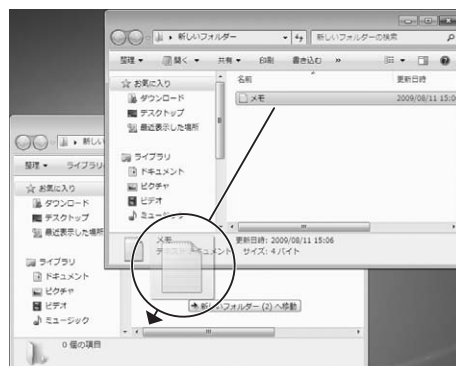 新しいフォルダー
新しいフォルダーの検索
整理
開く
共有
印刷
書き込む
»
お気に入り
ダウンロード
デスクトップ
最近表示した場所
ライブラリ
ドキュメント
ピクチャ
ビデオ
ミュージック
名前
更新日時
メモ
2009/08/11 15:0
メモ
更新日時: 2009/08/11 15:06
サイズ: 4 バイト
新し
整理
ライブラリ
お気に入り
ダウンロード
デスクトップ
最近表示した場所
ライブラリ
ドキュメント
ピクチャ
ビデオ
ミュージック
新しいフォルダー (2) へ移動
0 個の項目